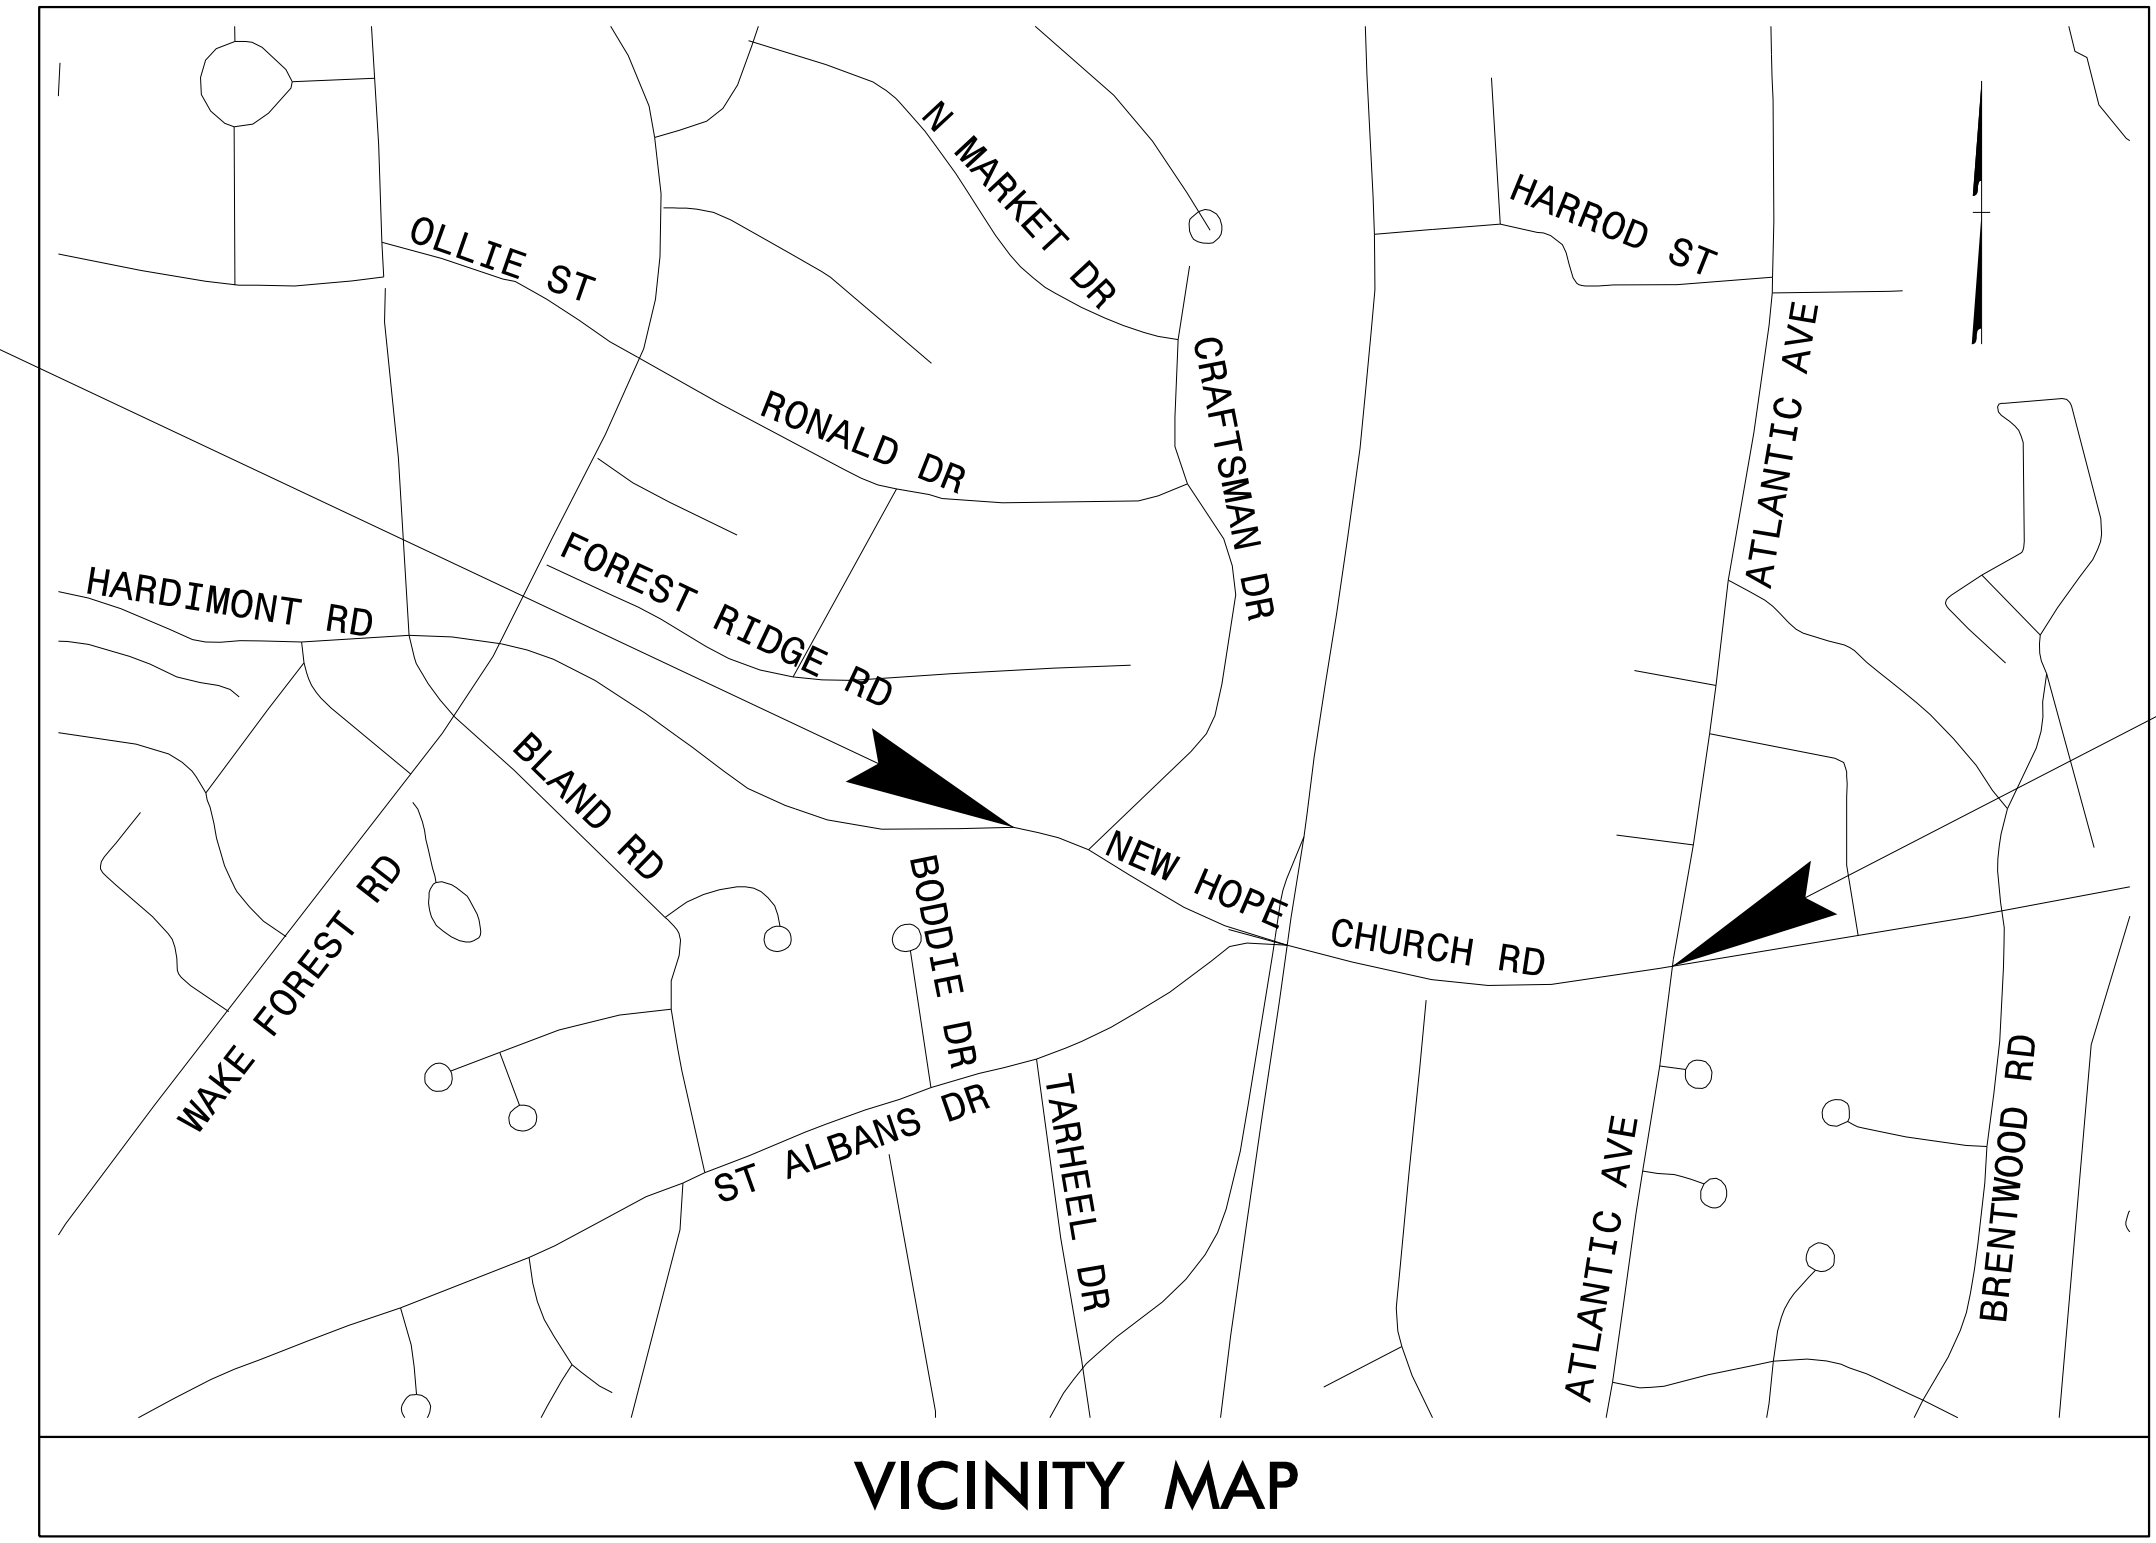 N MARKET DR
HARROD ST
OLLIE ST
CRAFTSMAN DR
ATLANTIC AVE
RONALD DR
FOREST RIDGE RD
HARDIMONT RD
BLAND RD
NEW HOPE CHURCH RD
BODDIE DR
WAKE FOREST RD
BRENTWOOD RD
ST ALBANS DR
TARHEEL DR
ATLANTIC AVE
VICINITY MAP